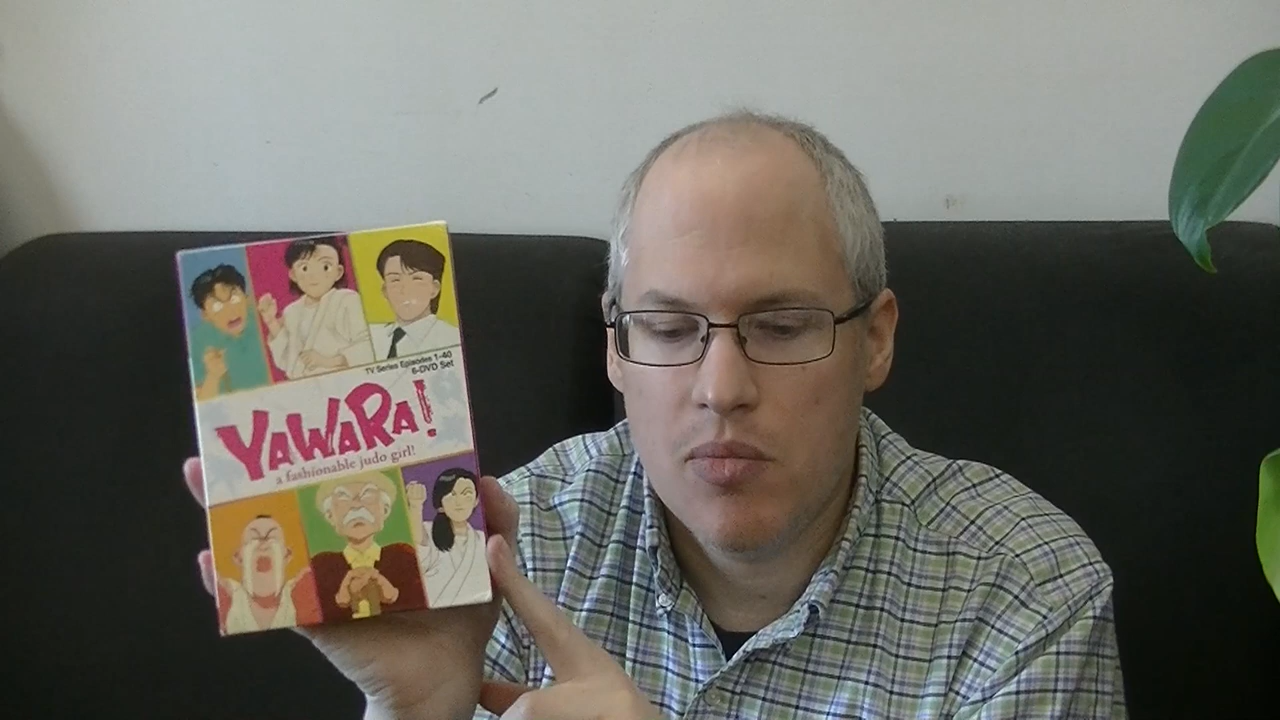 TV Series Episodes 1-40
6-DVD Set
YAWARA!
a fashionable judo girl!